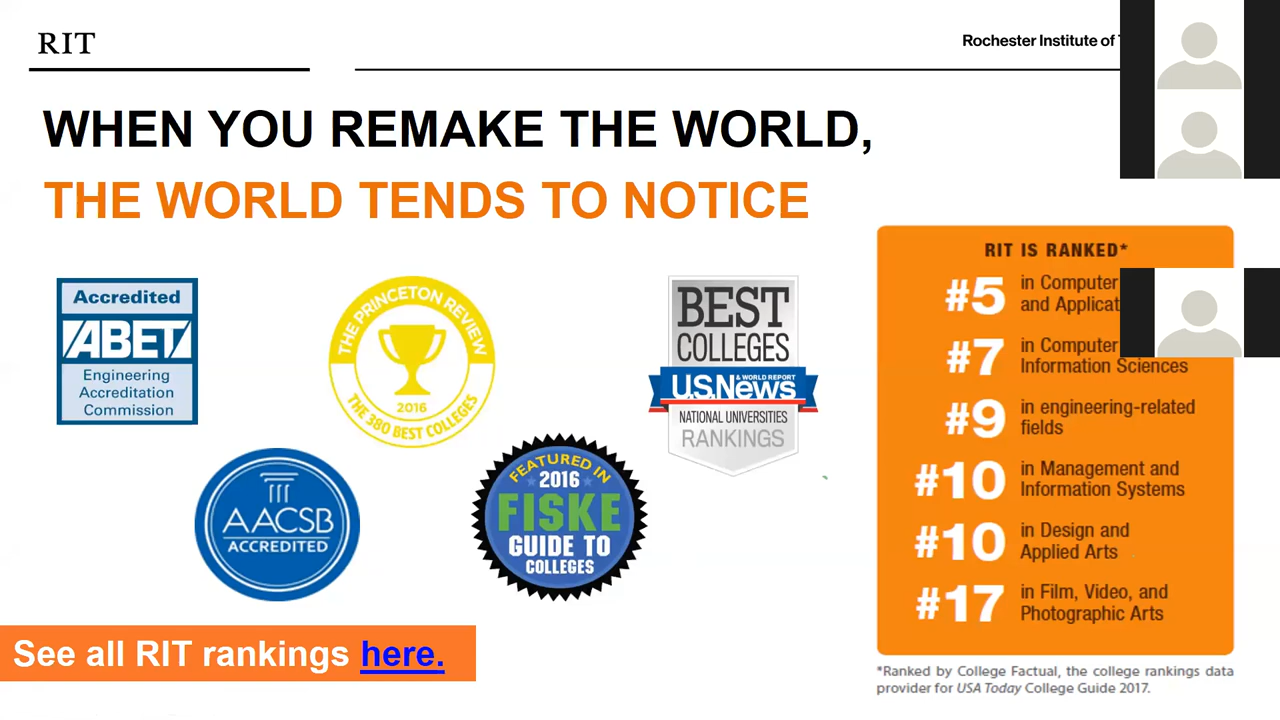 RIT
Rochester Institute of
WHEN YOU REMAKE THE WORLD,
THE WORLD TENDS TO NOTICE
Accredited
ABET
Engineering
Accreditation
Commission
THE PRINCETON REVIEW
2016
THE 380 BEST COLLEGES
BEST
COLLEGES
U.S.News
& WORLD REPORT
NATIONAL UNIVERSITIES
RANKINGS
AACSB
ACCREDITED
FEATURED IN
2016
FISKE
GUIDE TO
COLLEGES
See all RIT rankings here.
RIT IS RANKED*
#5 in Computer
and
#7 in Computer
Information Sciences
#9 in engineering-related
fields
#10 in Management and
Information Systems
#10 in Design and
Applied Arts
#17 in Film, Video, and
Photographic Arts
*Ranked by College Factual, the college rankings data
provider for USA Today College Guide 2017.